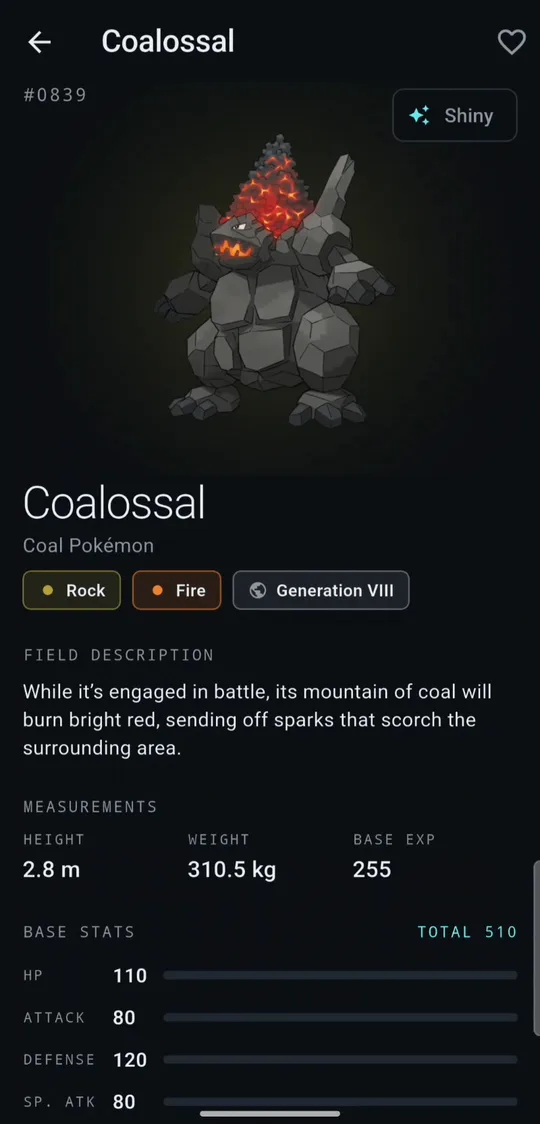 Coalossal
#0839
Shiny
Coalossal
Coal Pokémon
Rock Fire Generation VIII
FIELD DESCRIPTION
While it’s engaged in battle, its mountain of coal will
burn bright red, sending off sparks that scorch the
surrounding area.
MEASUREMENTS
HEIGHT WEIGHT BASE EXP
2.8 m 310.5 kg 255
BASE STATS TOTAL 510
HP 110
ATTACK 80
DEFENSE 120
SP. ATK 80